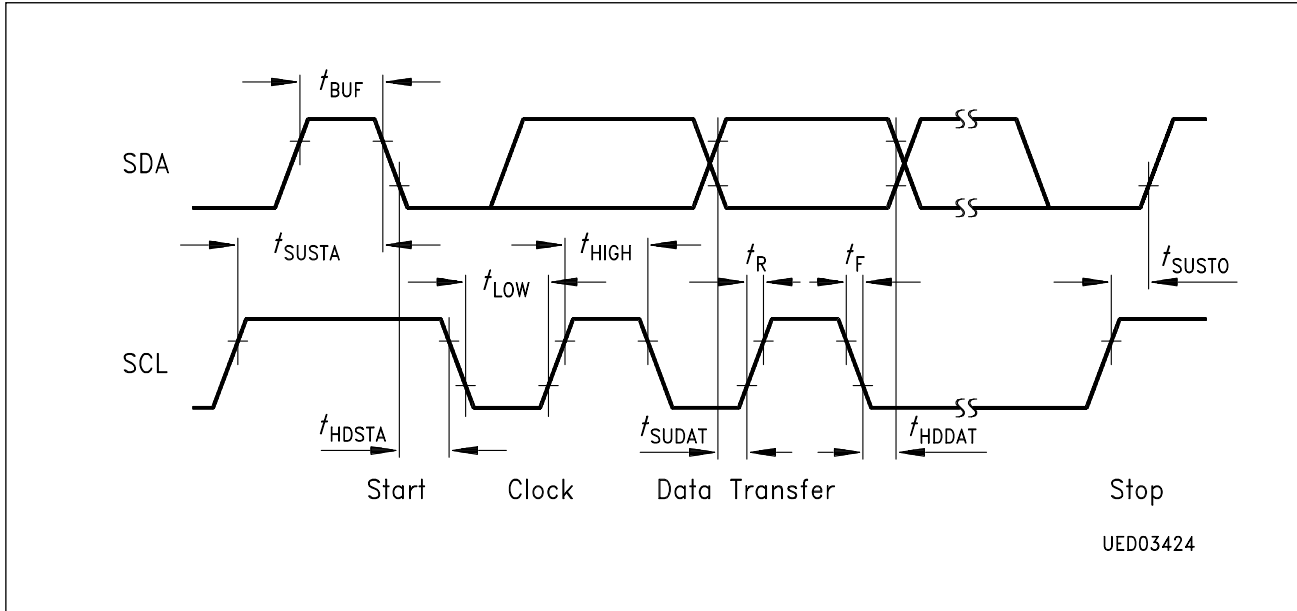 tBUF
SDA
tSUSTA
tHIGH
tR
tF
tSUSTO
tLOW
SCL
tHDSTA
tSUDAT
tHDDAT
Start Clock Data Transfer Stop
UED03424